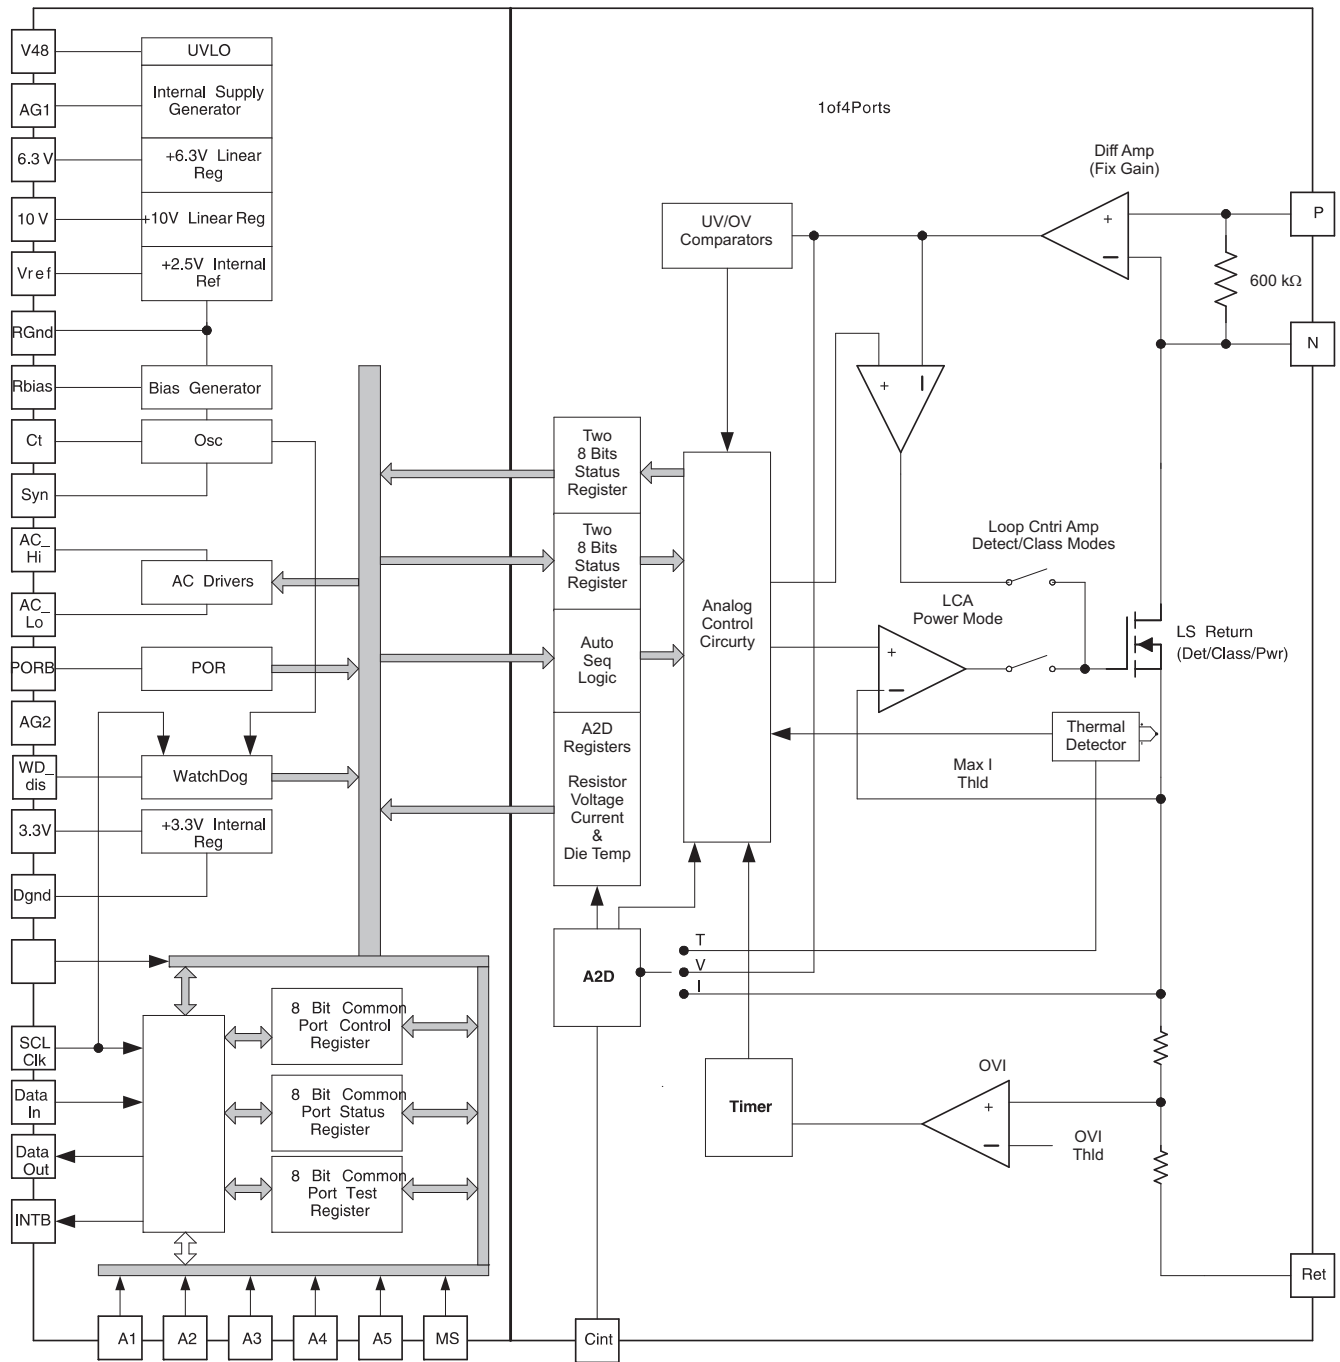 V48
UVLO
AG1
Internal Supply
Generator
6.3 V
+6.3V Linear
Reg
10 V
+10V Linear Reg
Vref
+2.5V Internal
Ref
RGnd
Rbias
Bias Generator
Ct
Osc
Syn
AC_
Hi
AC Drivers
AC_
Lo
PORB
POR
AG2
WD_
dis
WatchDog
3.3V
+3.3V Internal
Reg
Dgnd
SCL
Clk
Data
In
Data
Out
INTB
8 Bit Common
Port Control
Register
8 Bit Common
Port Status
Register
8 Bit Common
Port Test
Register
A1
A2
A3
A4
A5
MS
1of4Ports
Diff Amp
(Fix Gain)
+
−
P
600 kΩ
N
UV/OV
Comparators
+
−
Two
8 Bits
Status
Register
Two
8 Bits
Status
Register
Auto
Seq
Logic
A2D
Registers
Resistor
Voltage
Current
&
Die Temp
Analog
Control
Circurty
Loop Cntri Amp
Detect/Class Modes
LCA
Power Mode
+
−
LS Return
(Det/Class/Pwr)
Thermal
Detector
Max I
Thld
A2D
T
V
I
Timer
OVI
+
−
OVI
Thld
Ret
Cint